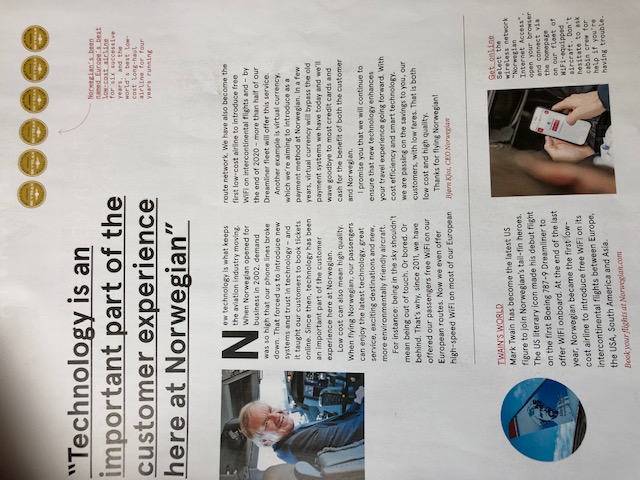 "Technology is an
important part of the
customer experience
here at Norwegian"
Norwegian's been
named Europe's best
low-cost airline
for six successive
years, and the
world's best low-
cost Long-haul
airline for four
years running
New technology is what keeps
the aviation industry moving.
When Norwegian opened for
business in 2002, demand
was so high that our phone lines broke
down. That forced us to introduce new
systems and trust in technology – and
it taught our customers to book tickets
online. Since then, technology has been
an important part of the customer
experience here at Norwegian.
Low cost can also mean high quality.
When flying Norwegian, our passengers
can enjoy the latest technology, great
service, exciting destinations and new,
more environmentally friendly aircraft.
For instance: being in the sky shouldn't
mean being out of touch. Or bored. Or
behind. That's why, since 2011, we have
offered our passengers free WiFi on our
European routes. Now we even offer
high-speed WiFi on most of our European
route network. We have also become the
first low-cost airline to introduce free
WiFi on intercontinental flights and – by
the end of 2020 – more than half of our
Dreamliner fleet will offer this service.
Another example is virtual currency,
which we're aiming to introduce as a
payment method at Norwegian. In a few
years, virtual currency will bypass the old
payment systems we have today and we'll
wave goodbye to most credit cards and
cash for the benefit of both the customer
and Norwegian.
I promise you that we will continue to
ensure that new technology enhances
your travel experience going forward. With
cost efficiency and smart technology,
we are passing on the savings to you, our
customers, with low fares. That is both
low cost and high quality.
Thanks for flying Norwegian!
Bjørn Kjos, CEO Norwegian
TWAIN'S WORLD
Mark Twain has become the latest US
figure to join Norwegian's tail-fin heroes.
The US literary icon made his debut flight
on the first Boeing 787-9 Dreamliner to
offer WiFi onboard. At the end of the last
year, Norwegian became the first low-
cost airline to introduce free WiFi on its
intercontinental flights between Europe,
the USA, South America and Asia.
Book your flights at Norwegian.com
Get online
Select the
wireless network
"Norwegian
Internet Access",
open your browser
and connect via
the homepage
on our fleet of
WiFi-equipped
aircraft. Don't
hesitate to ask
cabin crew for
help if you're
having trouble.